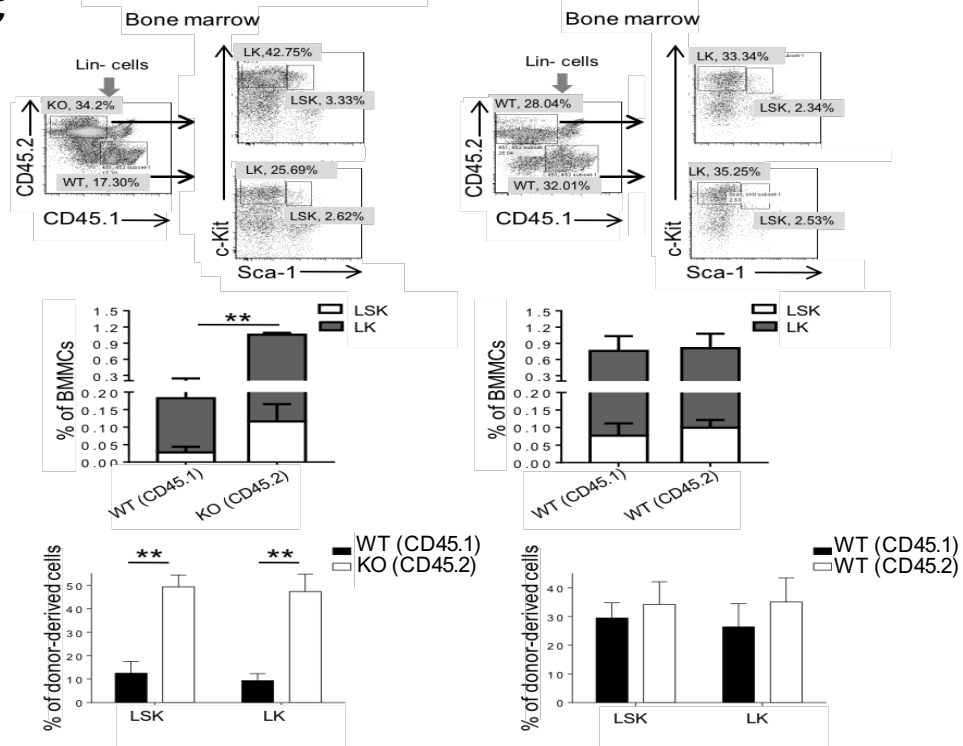 Bone marrow
Lin- cells
KO, 34.2%
WT, 17.30%
CD45.2
CD45.1
LK,42.75%
LSK, 3.33%
LK, 25.69%
LSK, 2.62%
c-Kit
Sca-1
Bone marrow
Lin- cells
WT, 28.04%
WT, 32.01%
CD45.2
CD45.1
LK, 33.34%
LSK, 2.34%
LK, 35.25%
LSK, 2.53%
c-Kit
Sca-1
% of BMMCs
1.5
1.2
0.9
0.6
0.3
0.20
0.15
0.10
0.05
0.00
**
LSK
LK
WT (CD45.1)
KO (CD45.2)
% of BMMCs
1.5
1.2
0.9
0.6
0.3
0.20
0.15
0.10
0.05
0.00
LSK
LK
WT (CD45.1)
WT (CD45.2)
% of donor-derived cells
50
40
30
20
10
0
**
**
WT (CD45.1)
KO (CD45.2)
LSK
LK
% of donor-derived cells
40
30
20
10
0
WT (CD45.1)
WT (CD45.2)
LSK
LK